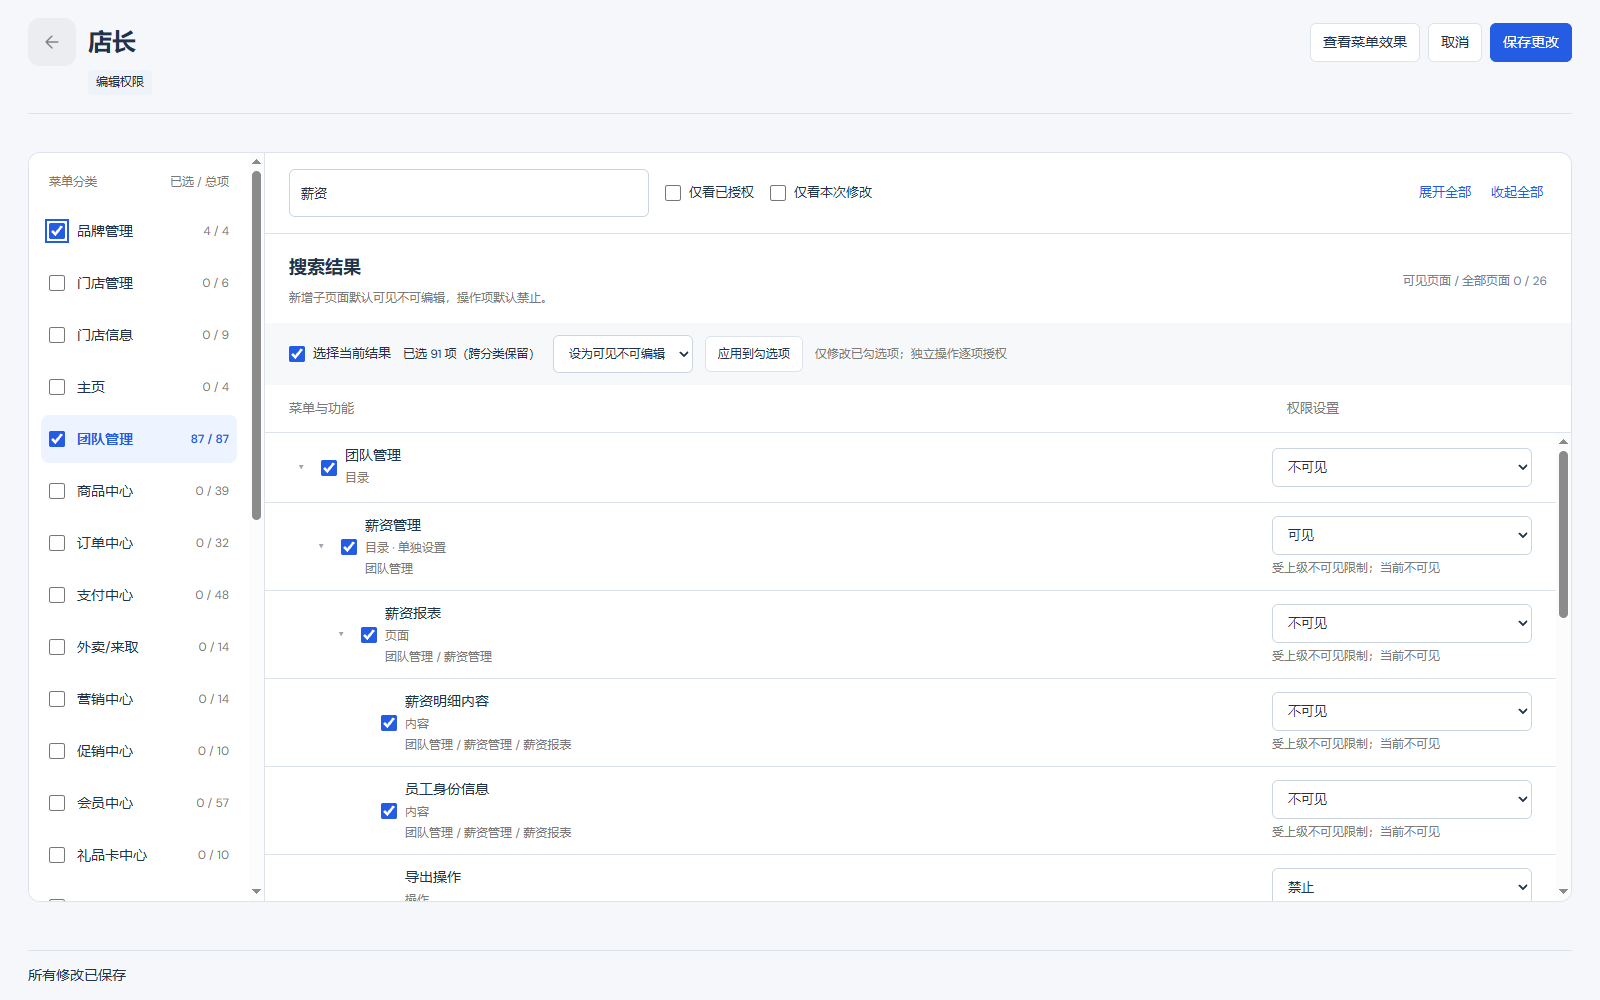 店长
编辑权限
查看菜单效果
取消
保存更改
菜单分类 已选 / 总项
品牌管理 4 / 4
门店管理 0 / 6
门店信息 0 / 9
主页 0 / 4
团队管理 87 / 87
商品中心 0 / 39
订单中心 0 / 32
支付中心 0 / 48
外卖/来取 0 / 14
营销中心 0 / 14
促销中心 0 / 10
会员中心 0 / 57
礼品卡中心 0 / 10
薪资
仅看已授权
仅看本次修改
展开全部
收起全部
搜索结果
新增子页面默认可见不可编辑，操作项默认禁止。
可见页面 / 全部页面 0 / 26
选择当前结果
已选 91 项（跨分类保留）
设为可见不可编辑
应用到勾选项
仅修改已勾选项；独立操作逐项授权
菜单与功能
权限设置
团队管理
目录
不可见
薪资管理
目录 · 单独设置
团队管理
可见
受上级不可见限制；当前不可见
薪资报表
页面
团队管理 / 薪资管理
不可见
受上级不可见限制；当前不可见
薪资明细内容
内容
团队管理 / 薪资管理 / 薪资报表
不可见
受上级不可见限制；当前不可见
员工身份信息
内容
团队管理 / 薪资管理 / 薪资报表
不可见
受上级不可见限制；当前不可见
导出操作
操作
禁止
所有修改已保存